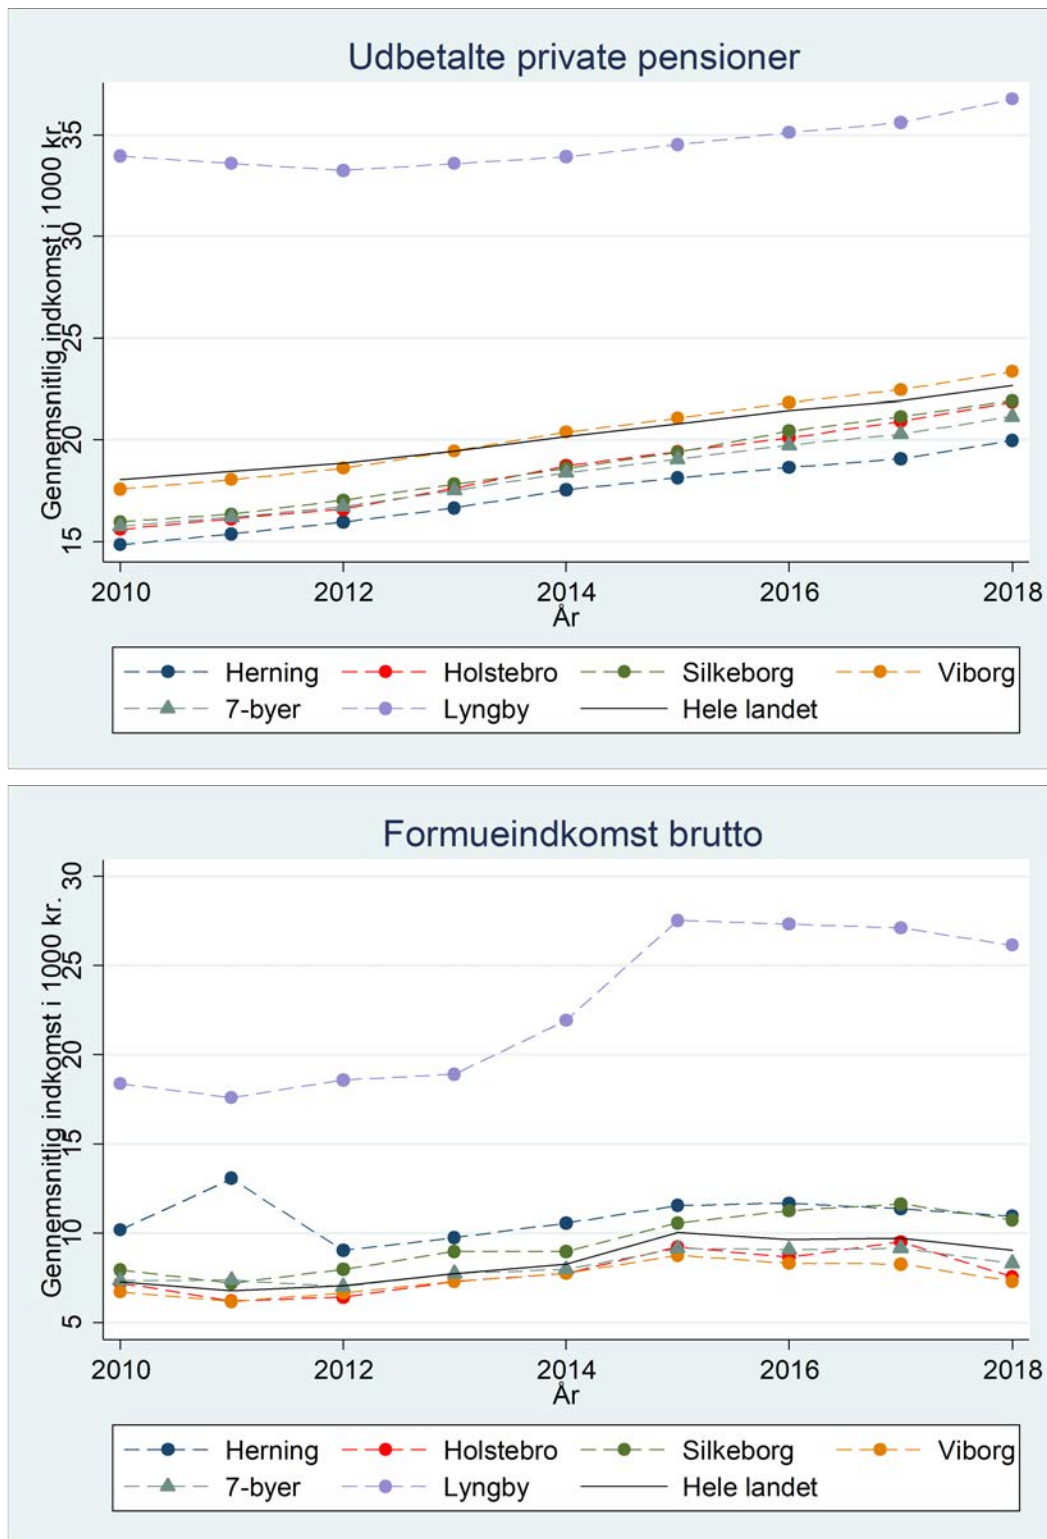 Udbetalte private pensioner
Gennemsnitlig indkomst i 1000 kr.
35
30
25
20
15
2010 2012 2014 2016 2018
År
Herning Holstebro Silkeborg Viborg
7-byer Lyngby Hele landet
Formueindkomst brutto
Gennemsnitlig indkomst i 1000 kr.
30
25
20
15
10
5
2010 2012 2014 2016 2018
År
Herning Holstebro Silkeborg Viborg
7-byer Lyngby Hele landet